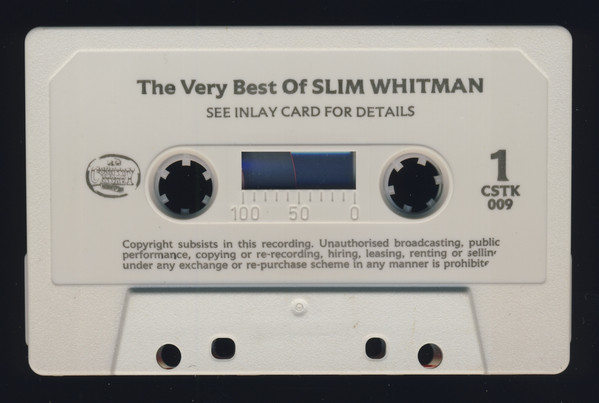 The Very Best Of SLIM WHITMAN
SEE INLAY CARD FOR DETAILS
1
CSTK
009
100 50 0
Copyright subsists in this recording. Unauthorised broadcasting, public
performance, copying or re-recording, hiring, leasing, renting or sellin
under any exchange or re-purchase scheme in any manner is prohibite